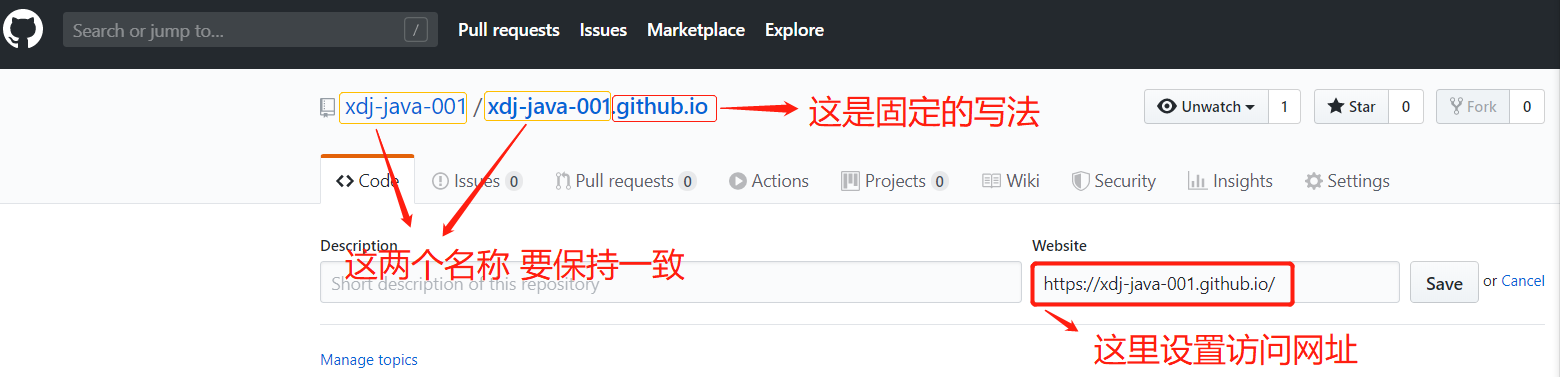 Search or jump to... / Pull requests Issues Marketplace Explore
xdj-java-001 / xdj-java-001.github.io 这是固定的写法 Unwatch 1 Star 0 Fork 0
Code Issues 0 Pull requests 0 Actions Projects 0 Wiki Security Insights Settings
Description Website
这两个名称 要保持一致
Short description of this repository https://xdj-java-001.github.io/ Save or Cancel
这里设置访问网址
Manage topics